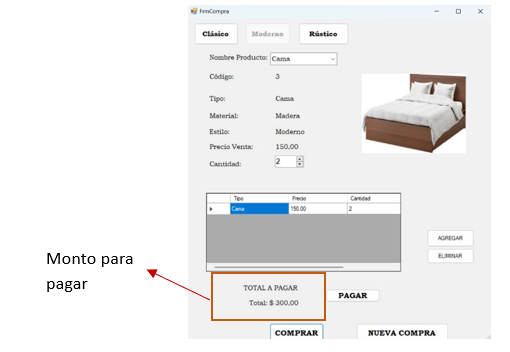 FrmCompra
Clásico Moderno Rústico
Nombre Producto: Cama
Código: 3
Tipo: Cama
Material: Madera
Estilo: Moderno
Precio Venta: 150,00
Cantidad: 2
Tipo Precio Cantidad
Cama 150.00 2
AGREGAR
ELIMINAR
Monto para
pagar
TOTAL A PAGAR
Total: $ 300,00
PAGAR
COMPRAR NUEVA COMPRA